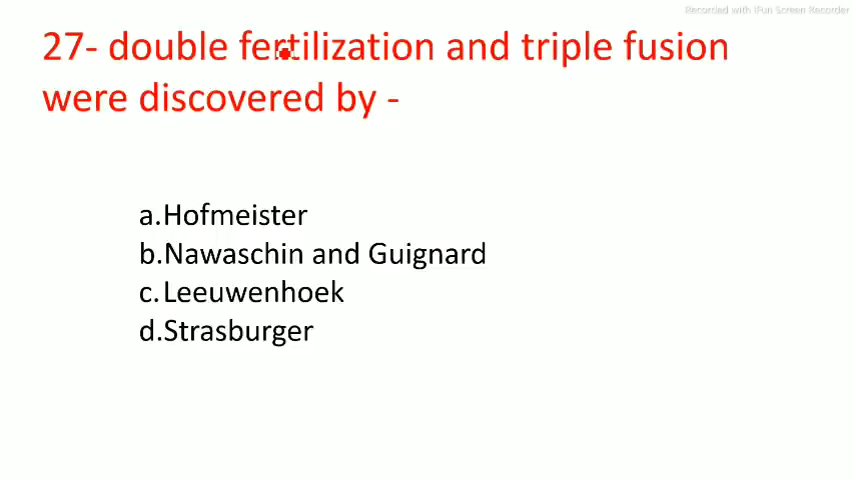 Recorded with iFun Screen Recorder
27- double fertilization and triple fusion
were discovered by -
a.Hofmeister
b.Nawaschin and Guignard
c.Leeuwenhoek
d.Strasburger